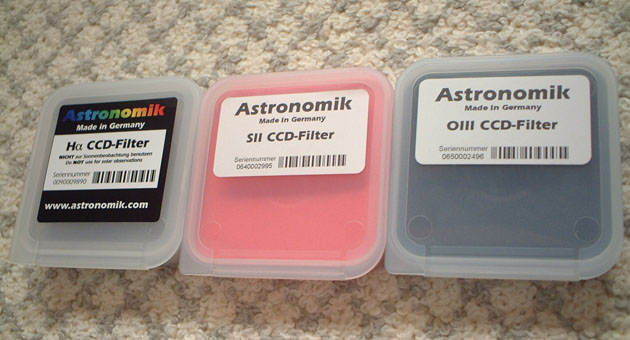 Astronomik
Made in Germany
Hα CCD-Filter
NICHT zur Sonnenbeobachtung benutzen
Do NOT use for solar observations
Seriennummer
0090009890
www.astronomik.com
Astronomik
Made in Germany
SII CCD-Filter
Seriennummer
0640002995
Astronomik
Made in Germany
OIII CCD-Filter
Seriennummer
0650002496